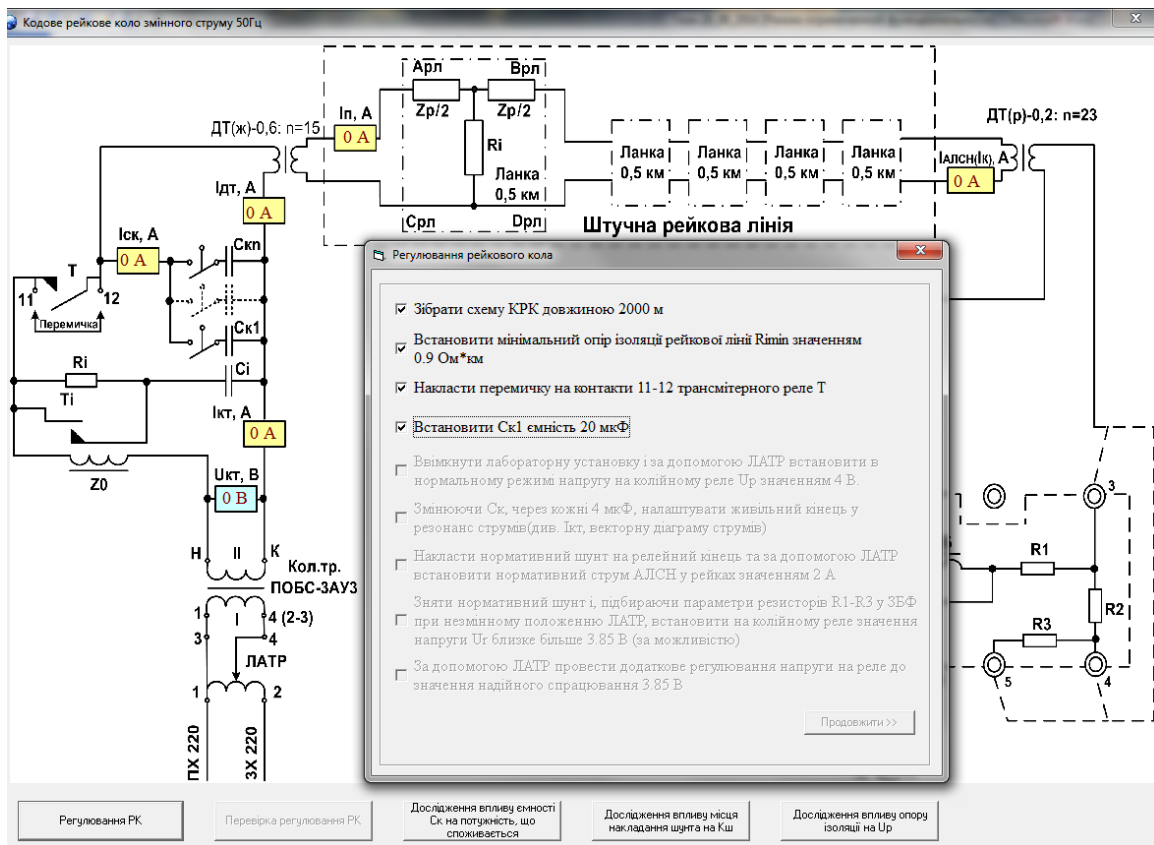 Кодове рейкове коло змінного струму 50Гц
Арл
Врл
Zp/2
Zp/2
Iп, А
0 А
ДТ(ж)-0,6: n=15
Ri
Ланка
0,5 км
Срл
Dрл
Ланка
0,5 км
Ланка
0,5 км
Ланка
0,5 км
Ланка
0,5 км
Штучна рейкова лінія
ДТ(р)-0,2: n=23
IАЛСН(Iк), А
0 А
Iдт, А
0 А
Iск, А
0 А
Скn
Ск1
Сі
Т
11
12
Перемичка
Ri
Ti
Z0
Iкт, А
0 А
Uкт, В
0 В
Н
II
К
Кол.тр.
ПОБС-3АУЗ
1
I
4 (2-3)
3
4
ЛАТР
1
2
ПХ 220
ЗХ 220
Регулювання рейкового кола
Зібрати схему КРК довжиною 2000 м
Встановити мінімальний опір ізоляції рейкової лінії Rimin значенням
0.9 Ом*км
Накласти перемичку на контакти 11-12 трансмітерного реле Т
Встановити Ск1 ємність 20 мкФ
Ввімкнути лабораторну установку і за допомогою ЛАТР встановити в
нормальному режимі напругу на колійному реле Up значенням 4 В.
Змінюючи Ск, через кожні 4 мкФ, налаштувати живільний кінець у
резонанс струмів(див. Ікт, векторну діаграму струмів)
Накласти нормативний шунт на релейний кінець та за допомогою ЛАТР
встановити нормативний струм АЛСН у рейках значенням 2 А
Зняти нормативний шунт і, підбираючи параметри резисторів R1-R3 у ЗБФ
при незмінному положенню ЛАТР, встановити на колійному реле значення
напруги Ur близке більше 3.85 В (за можливістю)
За допомогою ЛАТР провести додаткове регулювання напруги на реле до
значення надійного спрацювання 3.85 В
Продовжити >>
3
R1
R2
R3
5
4
Регулювання РК
Перевірка регулювання РК
Дослідження впливу ємності
Ск на потужність, що
споживається
Дослідження впливу місця
накладання шунта на Кш
Дослідження впливу опору
ізоляції на Up